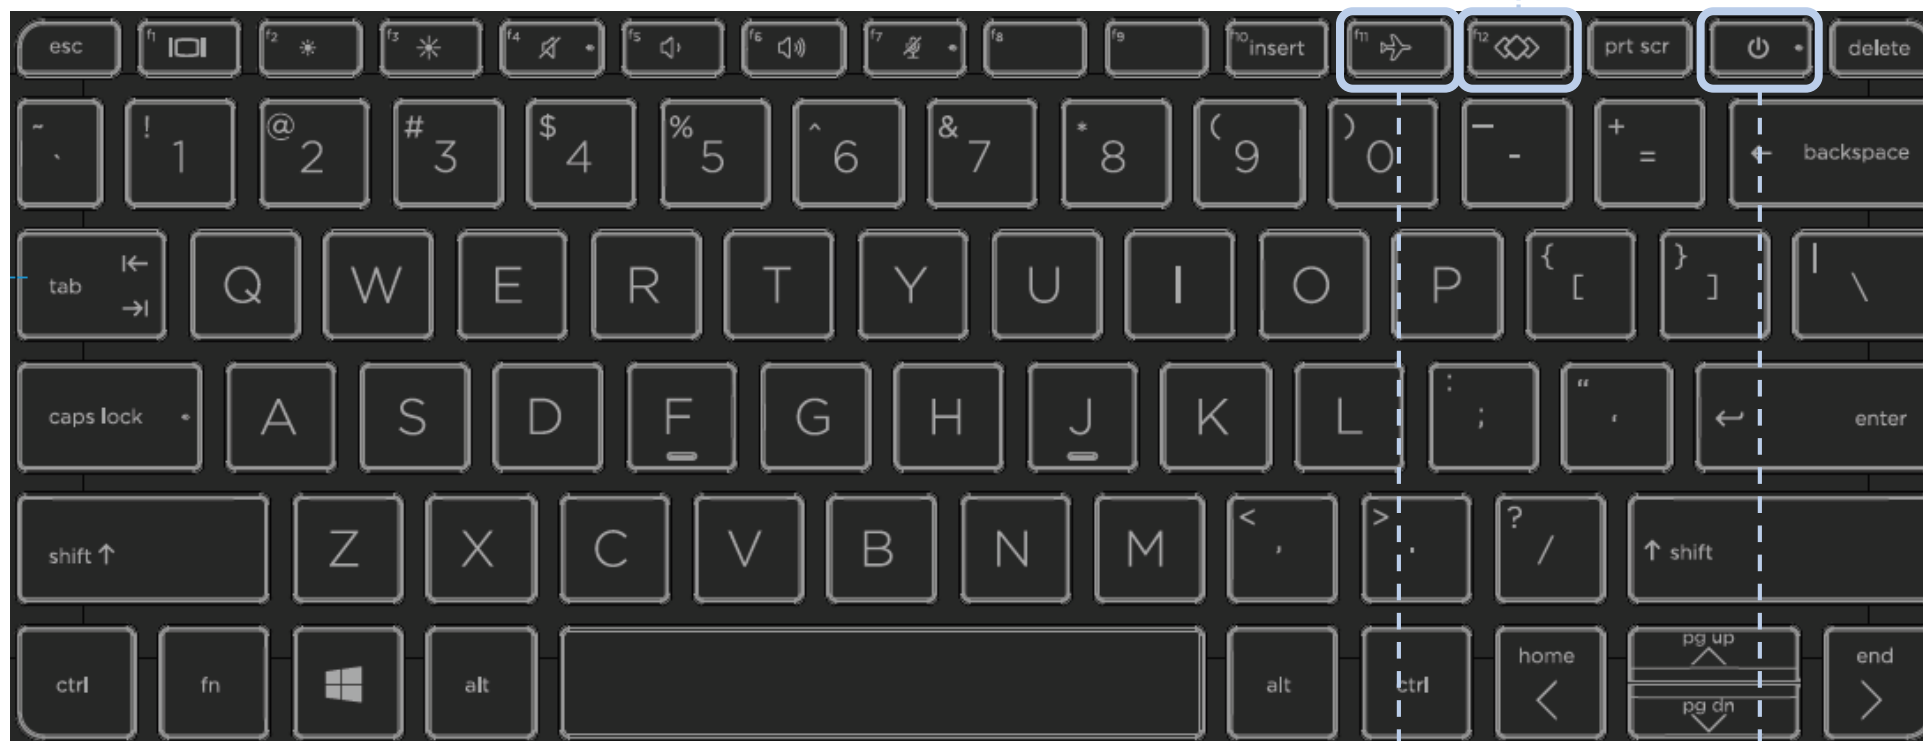 esc f1 f2 f3 f4 f5 f6 f7 f8 f9 f10 insert f11 f12 prt scr delete
~ ` ! 1 @ 2 # 3 $ 4 % 5 ^ 6 & 7 * 8 ( 9 ) 0 — - + = ← backspace
tab Q W E R T Y U I O P { [ } ] | \
caps lock A S D F G H J K L : ; “ ‘ enter
shift ↑ Z X C V B N M < , > . ? / ↑ shift
ctrl fn alt alt ctrl home < pg up pg dn end >